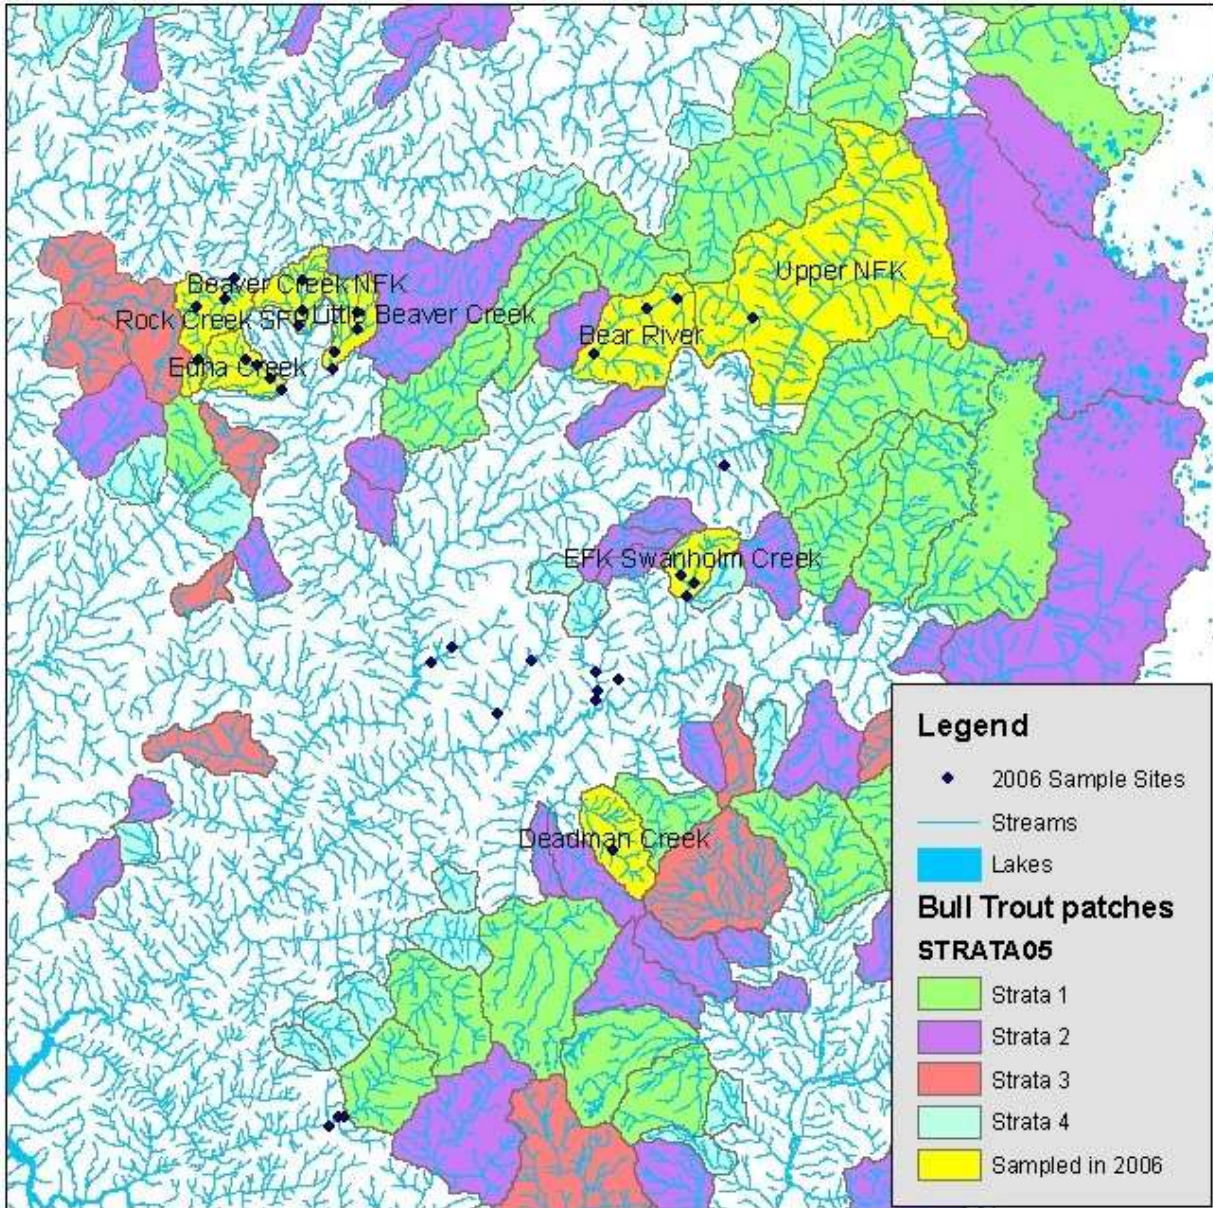 Upper NFK
Beaver Creek NFK
Rock Creek SFK
Little Beaver Creek
Bear River
Edna Creek
EFK Swanholm Creek
Deadman Creek
Legend
2006 Sample Sites
Streams
Lakes
Bull Trout patches
STRATA05
Strata 1
Strata 2
Strata 3
Strata 4
Sampled in 2006